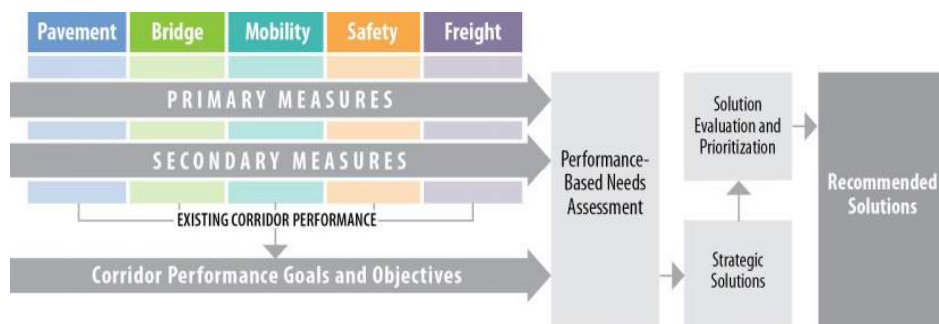 Pavement
Bridge
Mobility
Safety
Freight
PRIMARY MEASURES
SECONDARY MEASURES
EXISTING CORRIDOR PERFORMANCE
Corridor Performance Goals and Objectives
Performance-
Based Needs
Assessment
Solution
Evaluation and
Prioritization
Strategic
Solutions
Recommended
Solutions